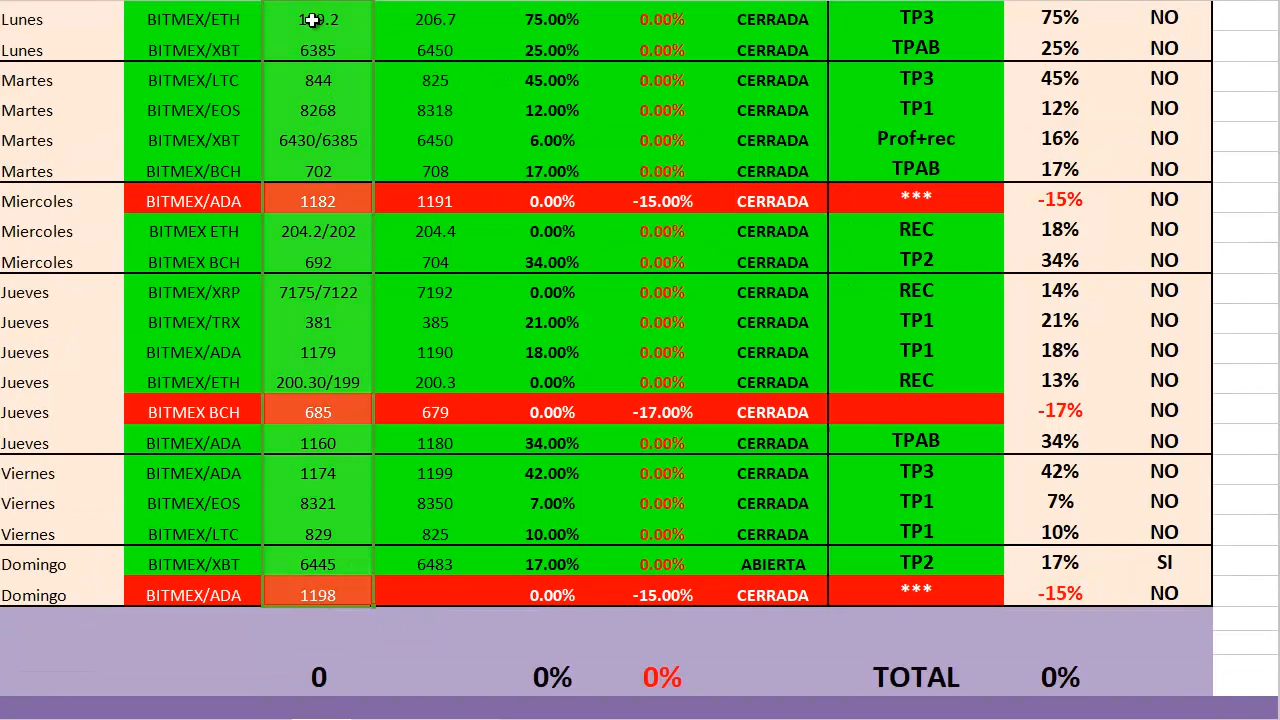 Lunes BITMEX/ETH 206.7 75.00% 0.00% CERRADA TP3 75% NO
Lunes BITMEX/XBT 6385 6450 25.00% 0.00% CERRADA TPAB 25% NO
Martes BITMEX/LTC 844 825 45.00% 0.00% CERRADA TP3 45% NO
Martes BITMEX/EOS 8268 8318 12.00% 0.00% CERRADA TP1 12% NO
Martes BITMEX/XBT 6430/6385 6450 6.00% 0.00% CERRADA Prof+rec 16% NO
Martes BITMEX/BCH 702 708 17.00% 0.00% CERRADA TPAB 17% NO
Miercoles BITMEX/ADA 1182 1191 0.00% -15.00% CERRADA *** -15% NO
Miercoles BITMEX ETH 204.2/202 204.4 0.00% 0.00% CERRADA REC 18% NO
Miercoles BITMEX BCH 692 704 34.00% 0.00% CERRADA TP2 34% NO
Jueves BITMEX/XRP 7175/7122 7192 0.00% 0.00% CERRADA REC 14% NO
Jueves BITMEX/TRX 381 385 21.00% 0.00% CERRADA TP1 21% NO
Jueves BITMEX/ADA 1179 1190 18.00% 0.00% CERRADA TP1 18% NO
Jueves BITMEX/ETH 200.30/199 200.3 0.00% 0.00% CERRADA REC 13% NO
Jueves BITMEX BCH 685 679 0.00% -17.00% CERRADA -17% NO
Jueves BITMEX/ADA 1160 1180 34.00% 0.00% CERRADA TPAB 34% NO
Viernes BITMEX/ADA 1174 1199 42.00% 0.00% CERRADA TP3 42% NO
Viernes BITMEX/EOS 8321 8350 7.00% 0.00% CERRADA TP1 7% NO
Viernes BITMEX/LTC 829 825 10.00% 0.00% CERRADA TP1 10% NO
Domingo BITMEX/XBT 6445 6483 17.00% 0.00% ABIERTA TP2 17% SI
Domingo BITMEX/ADA 1198 0.00% -15.00% CERRADA *** -15% NO
0 0% 0% TOTAL 0%